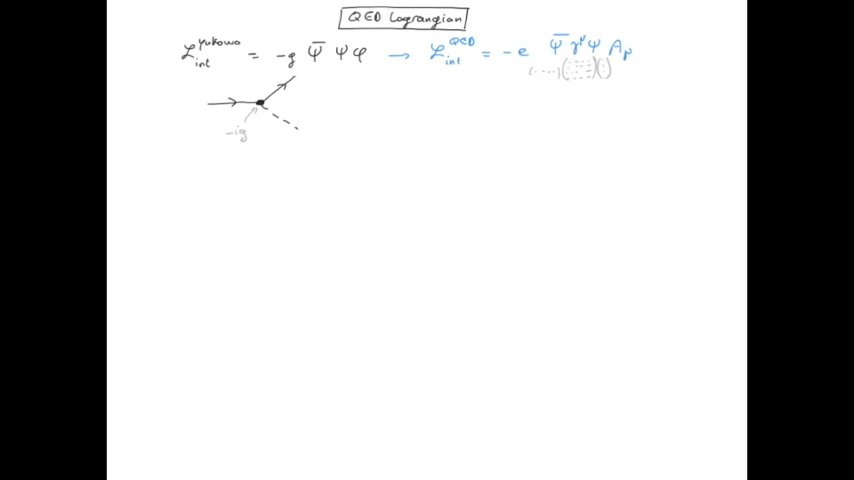 QED Lagrangian
ℒ_int^Yukawa = -g ψ̄ ψ φ → ℒ_int^QED = -e ψ̄ γ^μ ψ A_μ
(....)(⋮⋮⋮)(⋮)
-ig